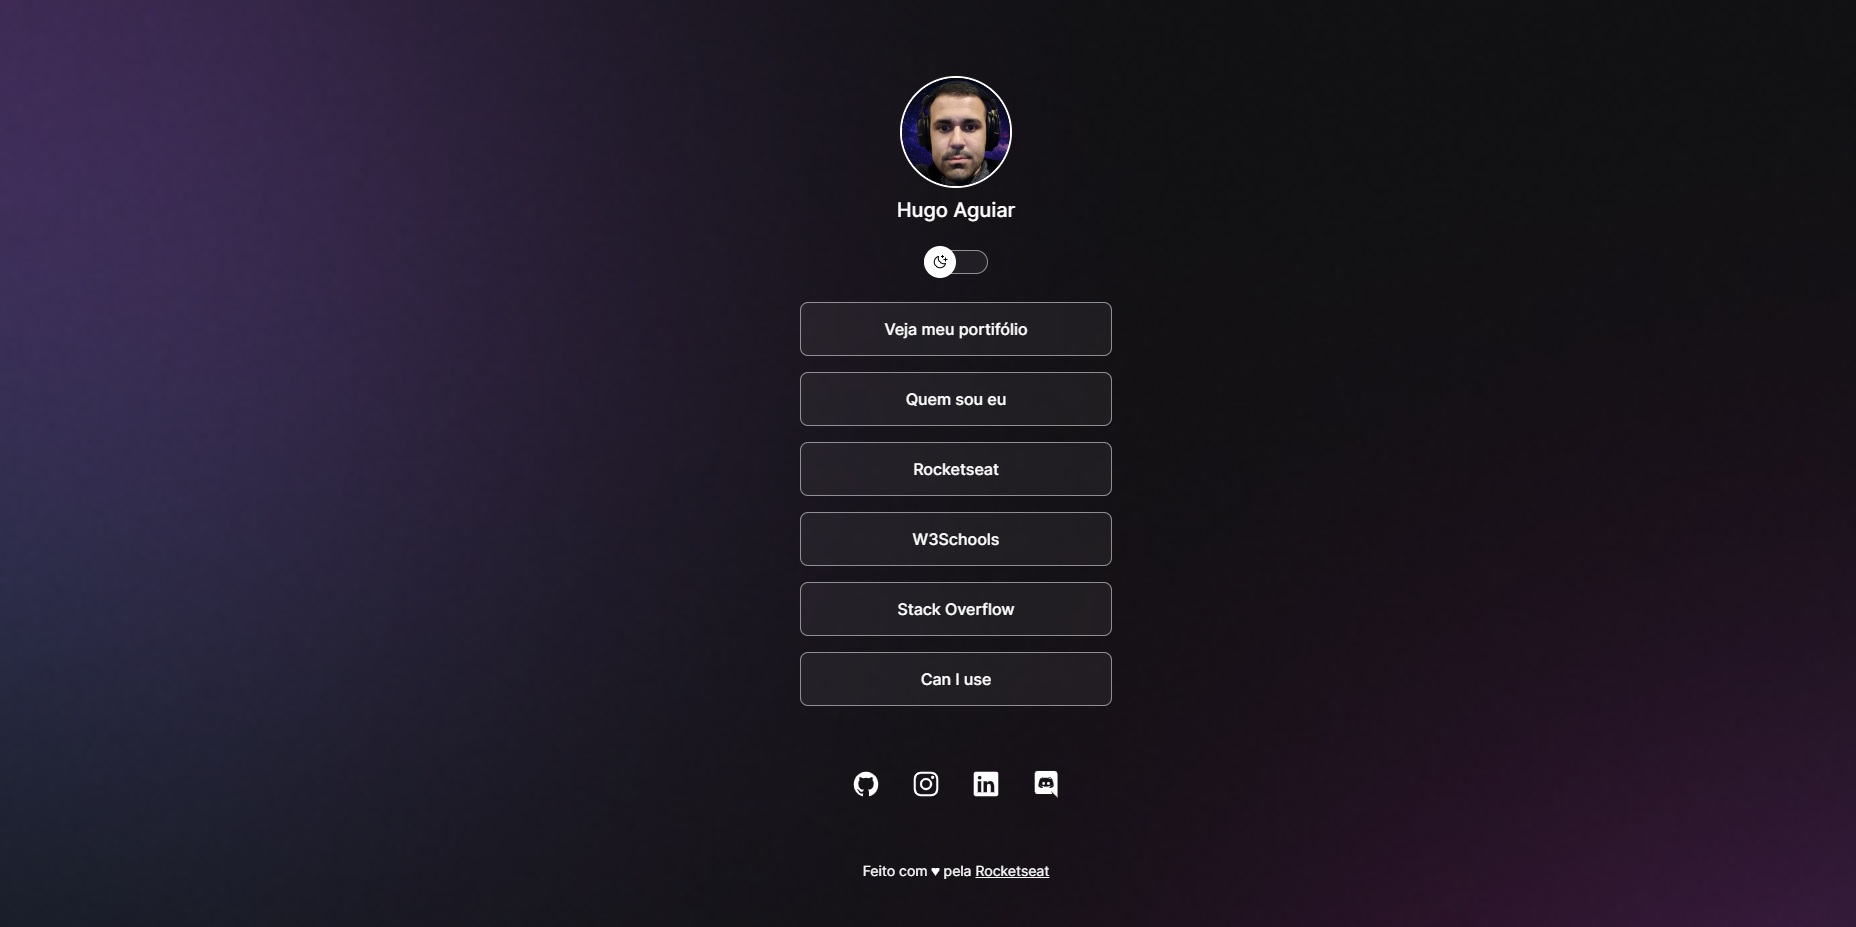 Hugo Aguiar
Veja meu portifólio
Quem sou eu
Rocketseat
W3Schools
Stack Overflow
Can I use
Feito com ♥ pela Rocketseat